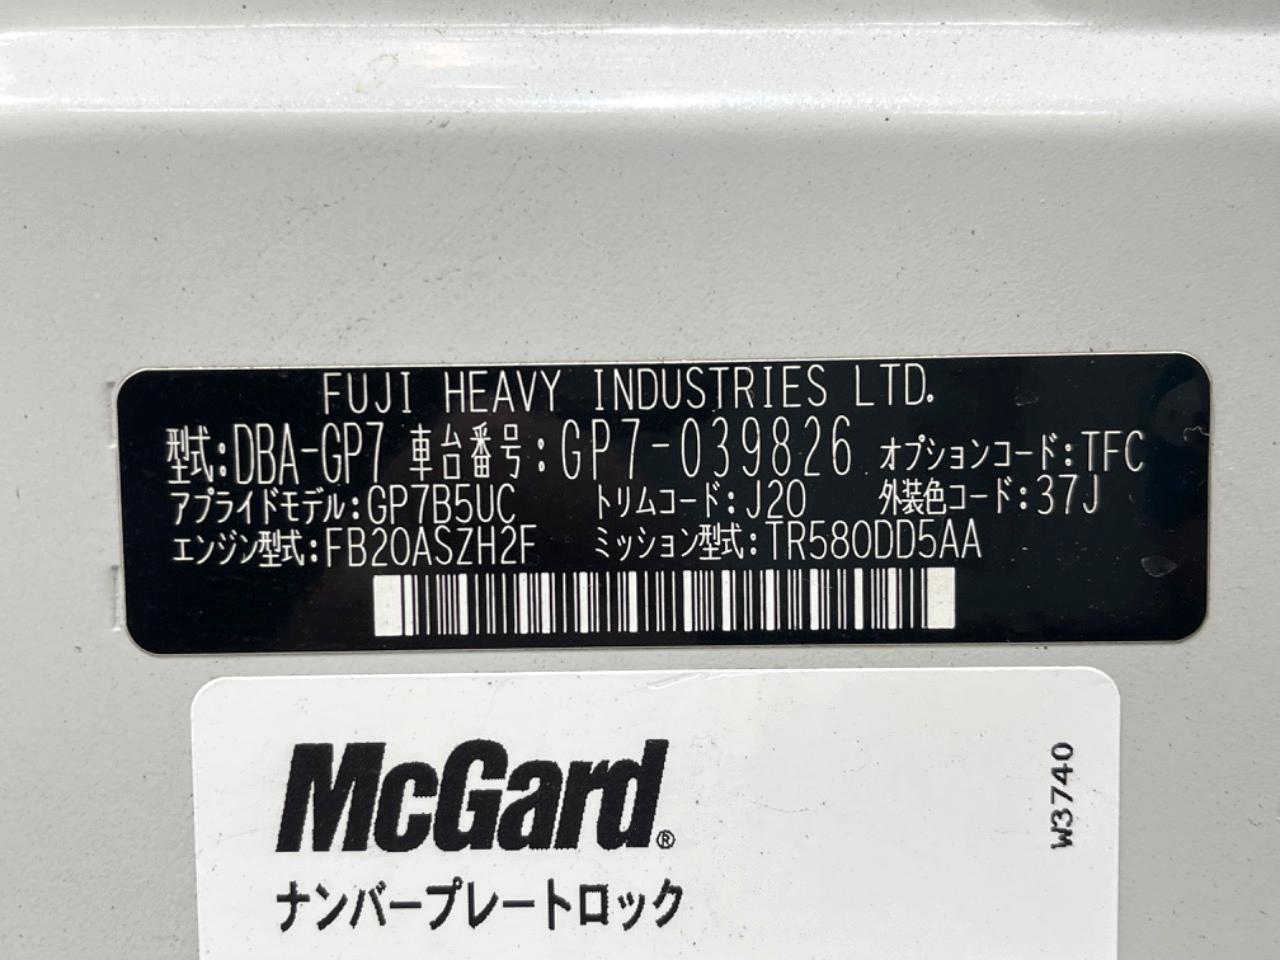 FUJI HEAVY INDUSTRIES LTD.
型式:DBA-GP7 車台番号:GP7-039826 オプションコード:TFC
アプライドモデル:GP7B5UC トリムコード:J20 外装色コード:37J
エンジン型式:FB20ASZH2F ミッション型式:TR580DD5AA
McGard®
ナンバープレートロック
W3740